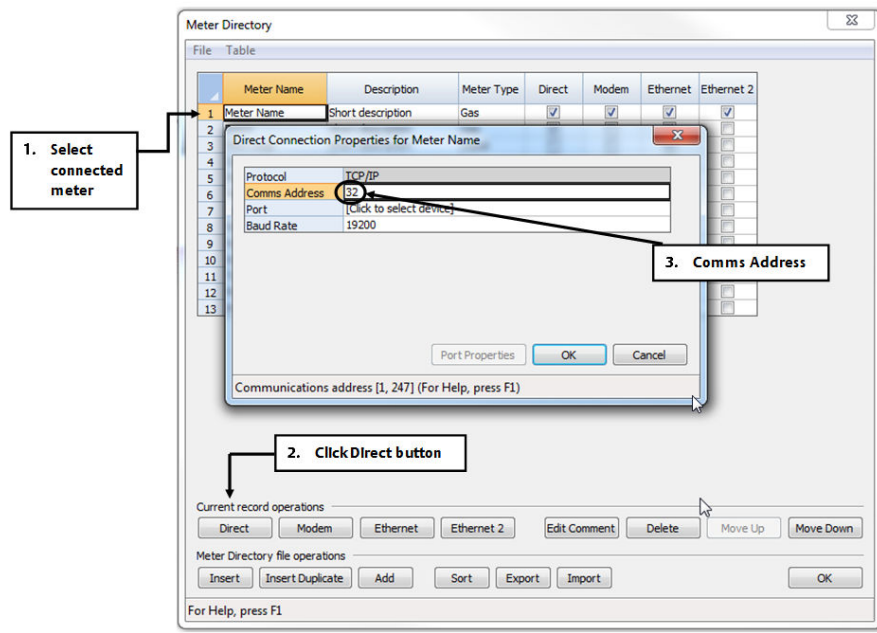 Meter Directory
File Table
Meter Name Description Meter Type Direct Modem Ethernet Ethernet 2
1 Meter Name Short description Gas
1. Select
connected
meter
2
3
4
5
6
7
8
9
10
11
12
13
Direct Connection Properties for Meter Name
Protocol TCP/IP
Comms Address 32
Port [Click to select device]
Baud Rate 19200
3. Comms Address
Port Properties OK Cancel
Communications address [1, 247] (For Help, press F1)
2. Click Direct button
Current record operations
Direct Modem Ethernet Ethernet 2 Edit Comment Delete Move Up Move Down
Meter Directory file operations
Insert Insert Duplicate Add Sort Export Import OK
For Help, press F1